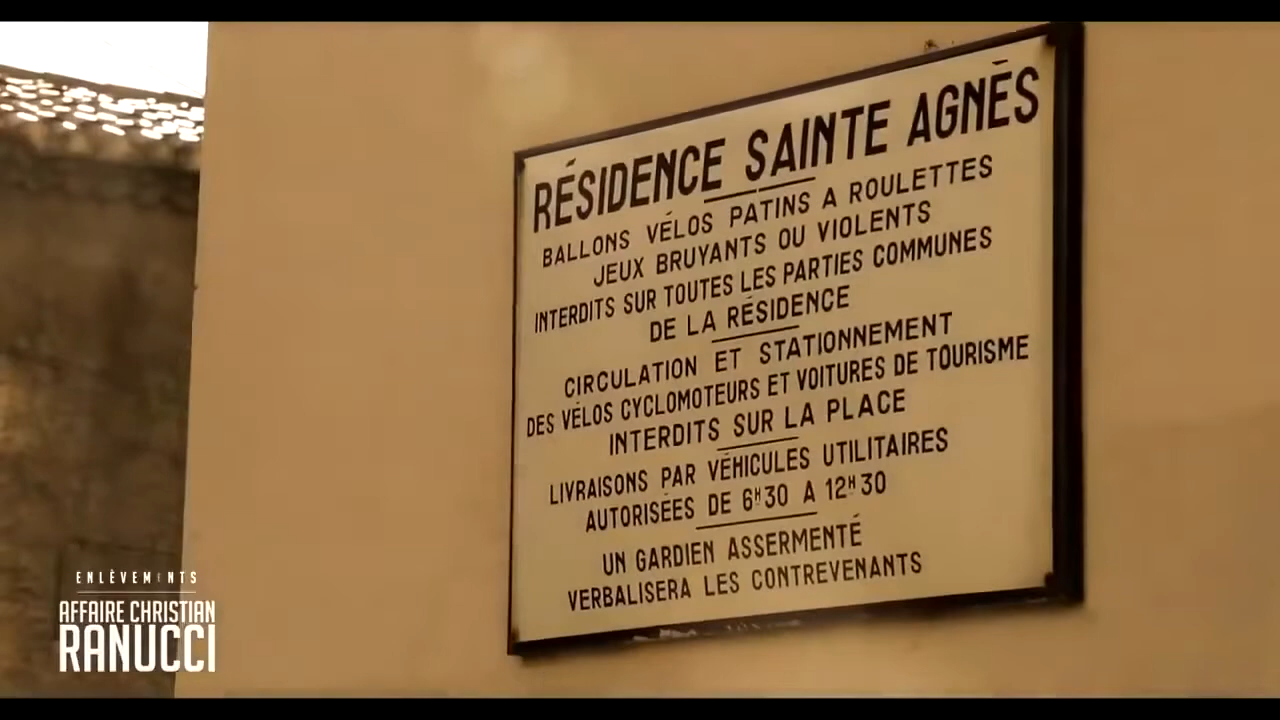 RÉSIDENCE SAINTE AGNÈS
BALLONS VÉLOS PATINS A ROULETTES
JEUX BRUYANTS OU VIOLENTS
INTERDITS SUR TOUTES LES PARTIES COMMUNES
DE LA RÉSIDENCE
CIRCULATION ET STATIONNEMENT
DES VÉLOS CYCLOMOTEURS ET VOITURES DE TOURISME
INTERDITS SUR LA PLACE
LIVRAISONS PAR VÉHICULES UTILITAIRES
AUTORISÉES DE 6H30 A 12H30
UN GARDIEN ASSERMENTÉ
VERBALISERA LES CONTREVENANTS
ENLÈVEMENTS
AFFAIRE CHRISTIAN
RANUCCI